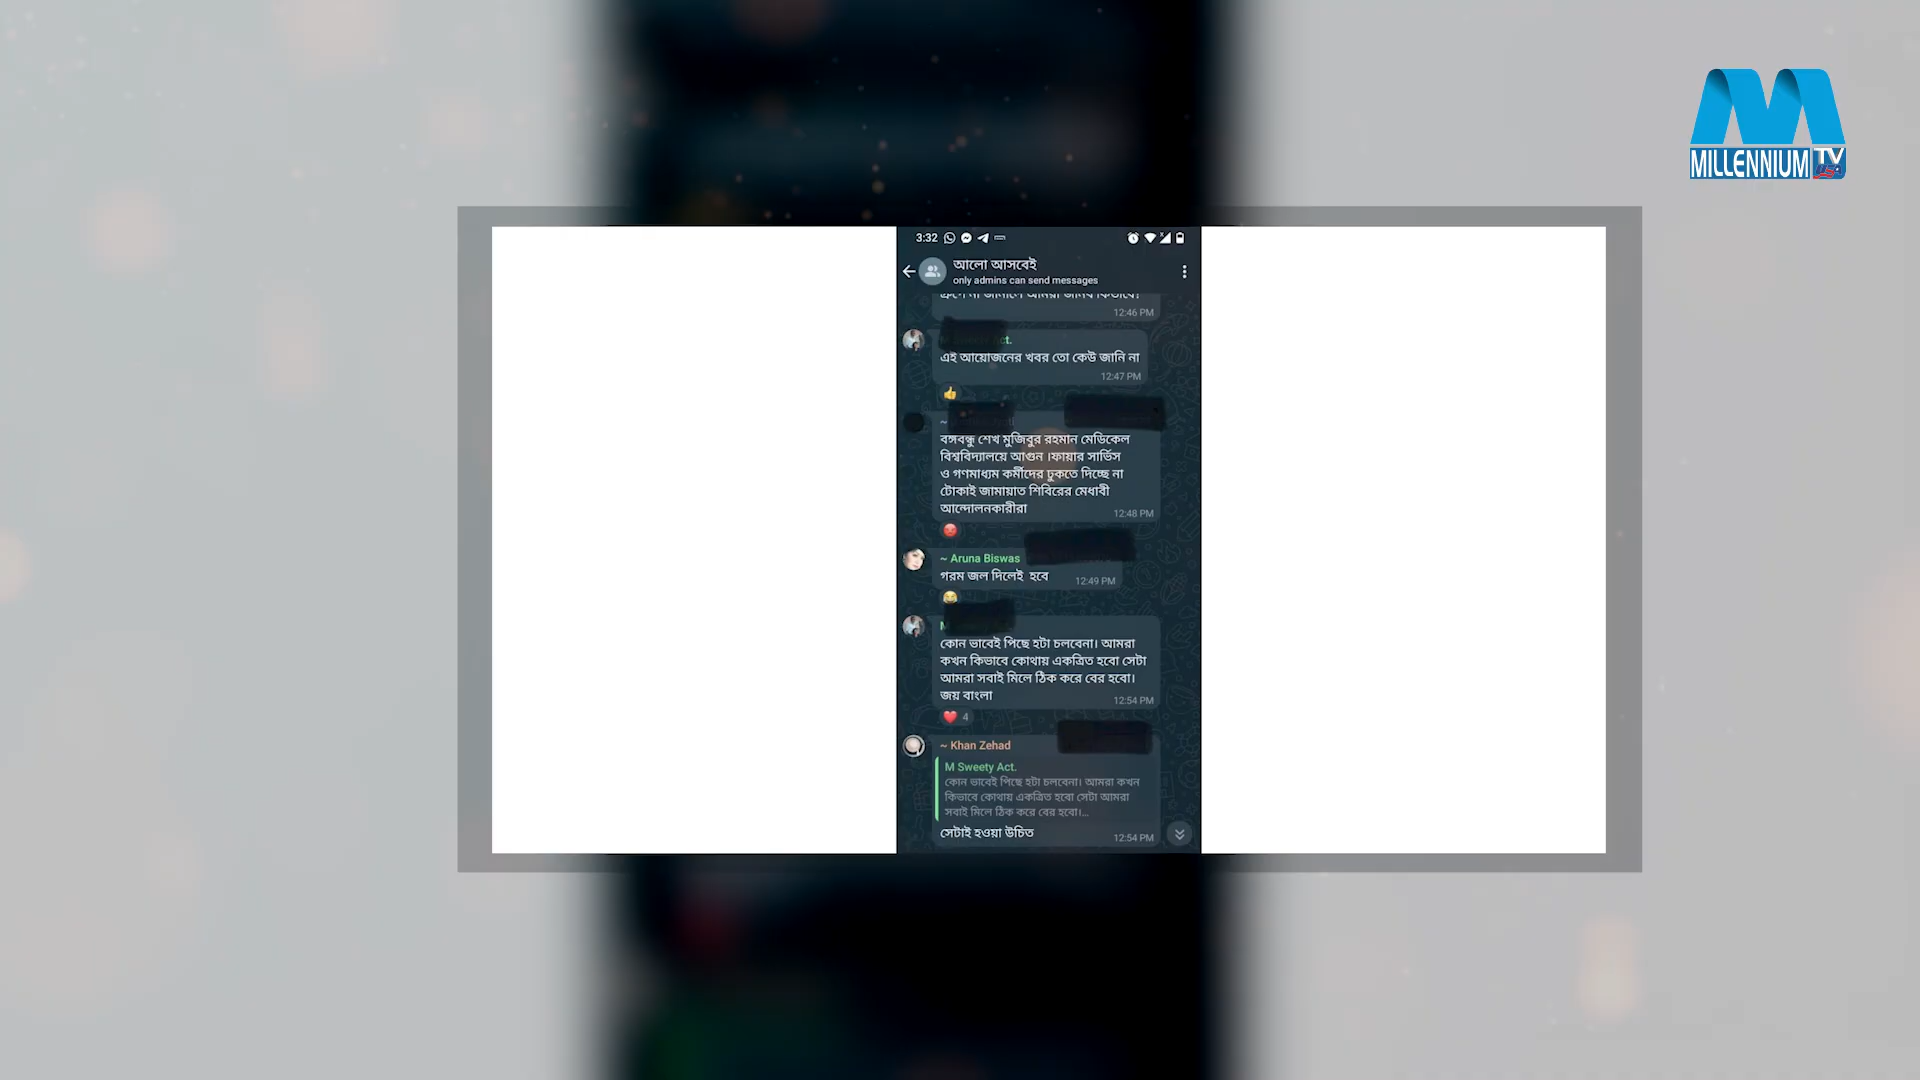 MILLENNIUM TV
3:32
আলো আসবেই
only admins can send messages
12:46 PM
এই আয়োজনের খবর তো কেউ জানি না
12:47 PM
~
বঙ্গবন্ধু শেখ মুজিবুর রহমান মেডিকেল
বিশ্ববিদ্যালয়ে আগুন ।ফায়ার সার্ভিস
ও গণমাধ্যম কর্মীদের ঢুকতে দিচ্ছে না
টোকাই জামায়াত শিবিরের মেধাবী
আন্দোলনকারীরা
12:48 PM
~ Aruna Biswas
গরম জল দিলেই হবে
12:49 PM
কোন ভাবেই পিছে হটা চলবেনা। আমরা
কখন কিভাবে কোথায় একত্রিত হবো সেটা
আমরা সবাই মিলে ঠিক করে বের হবো।
জয় বাংলা
12:54 PM
4
~ Khan Zehad
M Sweety Act.
কোন ভাবেই পিছে হটা চলবেনা। আমরা কখন
কিভাবে কোথায় একত্রিত হবো সেটা আমরা
সবাই মিলে ঠিক করে বের হবো।...
সেটাই হওয়া উচিত
12:54 PM